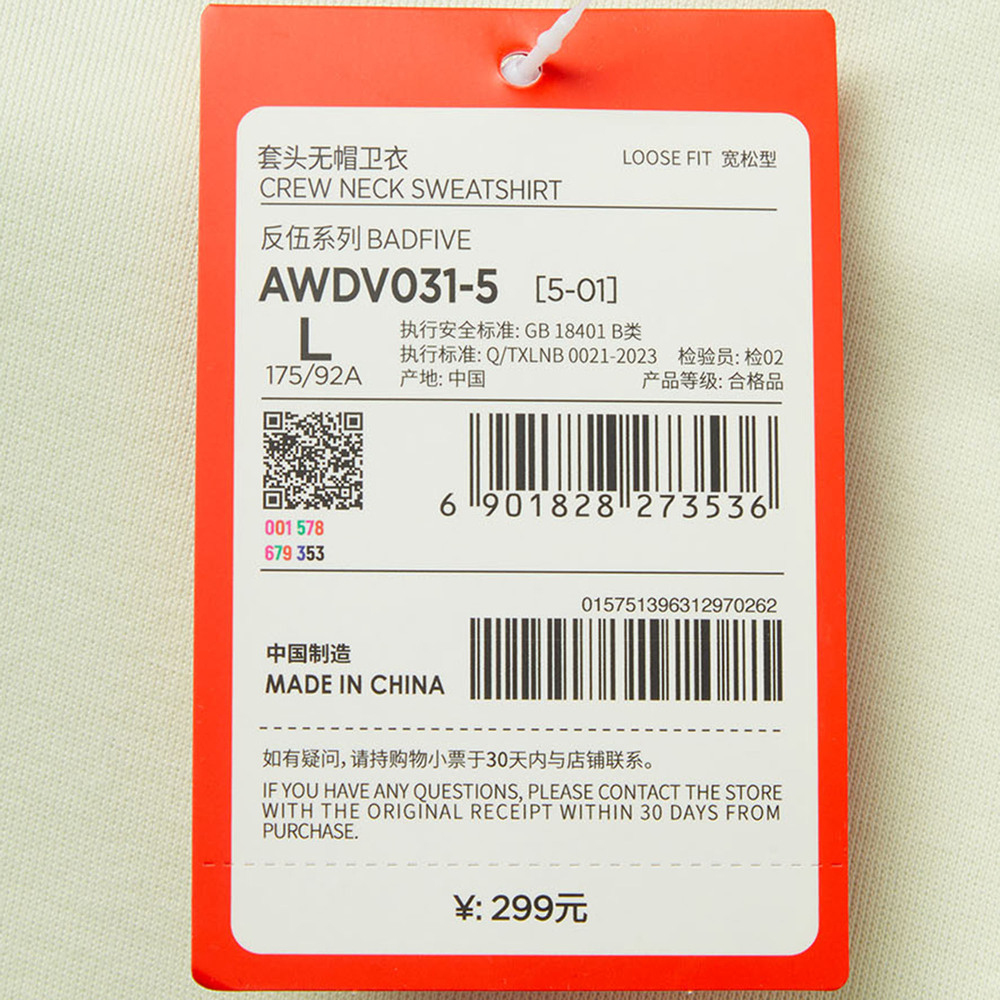 套头无帽卫衣
LOOSE FIT 宽松型
CREW NECK SWEATSHIRT
反伍系列 BADFIVE
AWDV031-5 [5-01]
L
175/92A
执行安全标准: GB 18401 B类
执行标准: Q/TXLNB 0021-2023 检验员: 检02
产地: 中国 产品等级: 合格品
001 578
679 353
6 901828 273536
015751396312970262
中国制造
MADE IN CHINA
如有疑问，请持购物小票于30天内与店铺联系。
IF YOU HAVE ANY QUESTIONS, PLEASE CONTACT THE STORE
WITH THE ORIGINAL RECEIPT WITHIN 30 DAYS FROM
PURCHASE.
¥: 299元